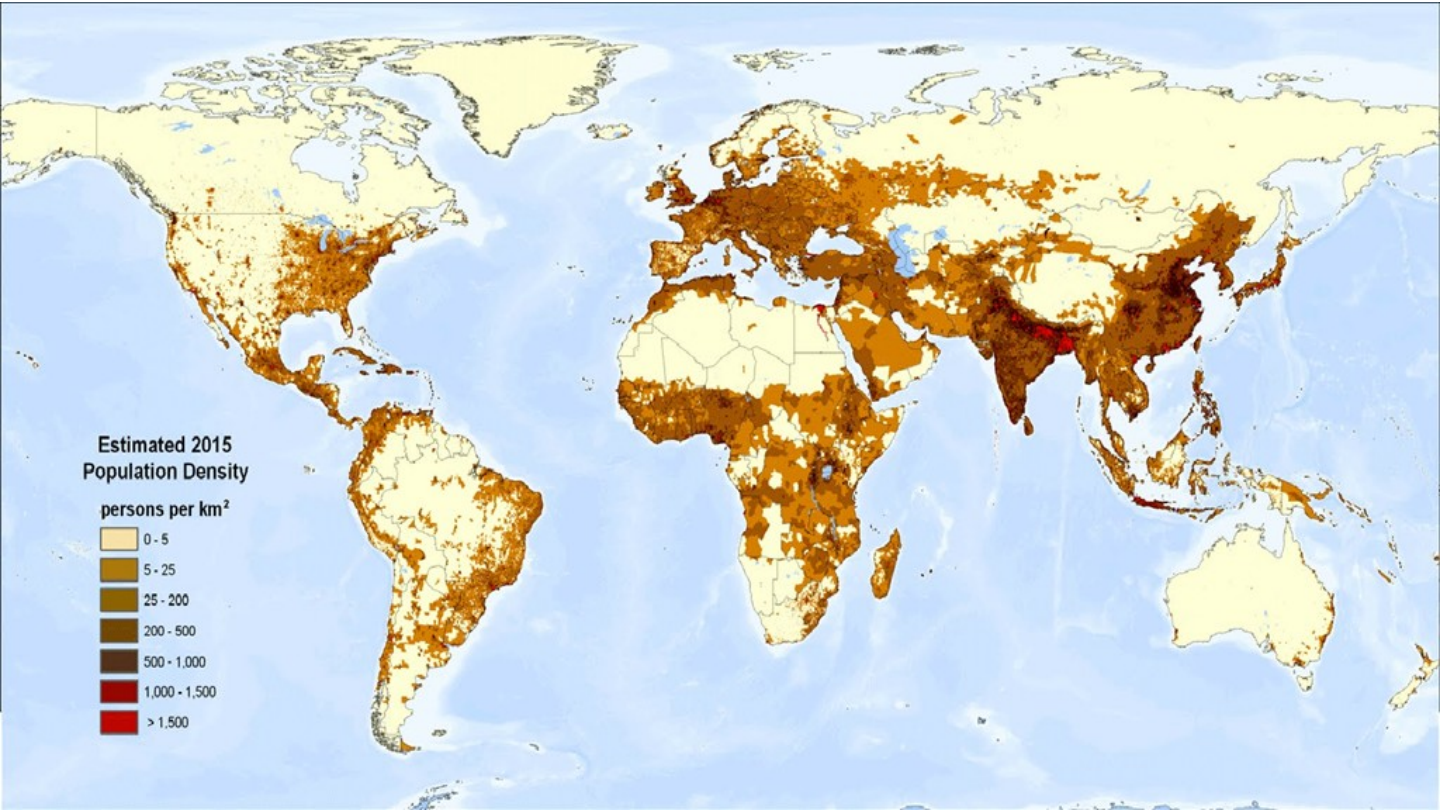 Estimated 2015
Population Density
persons per km²
0 - 5
5 - 25
25 - 200
200 - 500
500 - 1,000
1,000 - 1,500
> 1,500